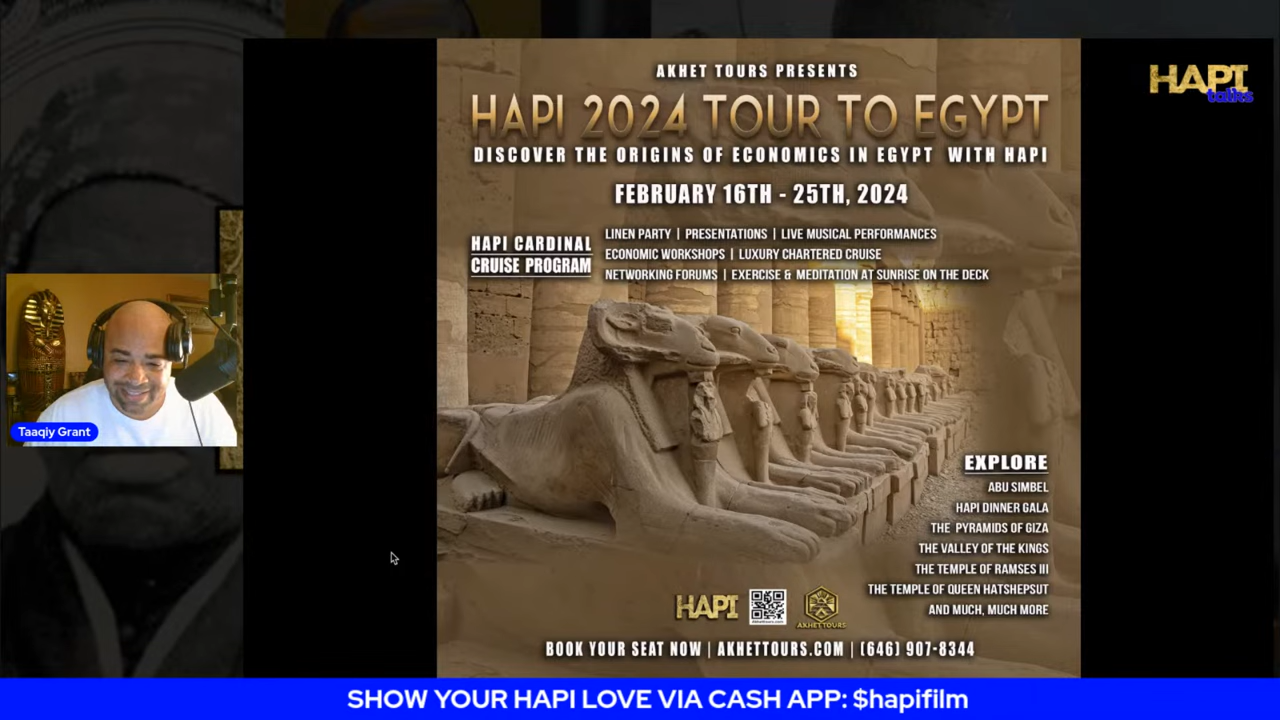 AKHET TOURS PRESENTS
HAPI 2024 TOUR TO EGYPT
DISCOVER THE ORIGINS OF ECONOMICS IN EGYPT WITH HAPI
FEBRUARY 16TH - 25TH, 2024
HAPI CARDINAL
CRUISE PROGRAM
LINEN PARTY | PRESENTATIONS | LIVE MUSICAL PERFORMANCES
ECONOMIC WORKSHOPS | LUXURY CHARTERED CRUISE
NETWORKING FORUMS | EXERCISE & MEDITATION AT SUNRISE ON THE DECK
HAPI
talks
Taaqiy Grant
EXPLORE
ABU SIMBEL
HAPI DINNER GALA
THE PYRAMIDS OF GIZA
THE VALLEY OF THE KINGS
THE TEMPLE OF RAMSES III
THE TEMPLE OF QUEEN HATSHEPSUT
AND MUCH, MUCH MORE
HAPI
Akhettours.com
AKHET TOURS
BOOK YOUR SEAT NOW | AKHETTOURS.COM | (646) 907-8344
SHOW YOUR HAPI LOVE VIA CASH APP: $hapifilm